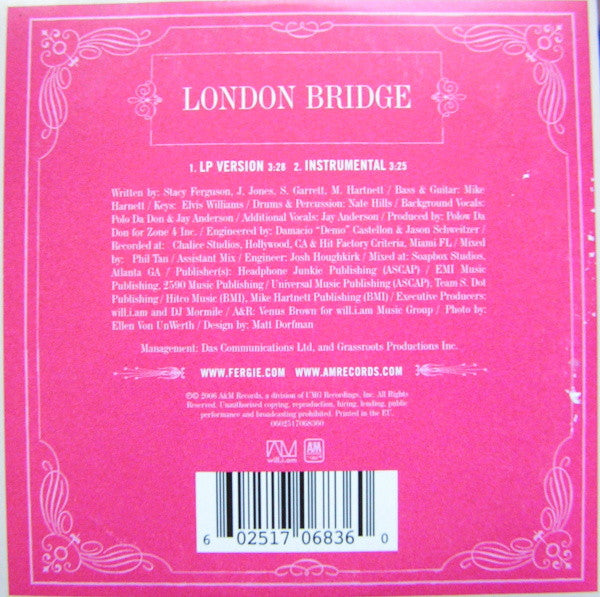 LONDON BRIDGE
1. LP VERSION 3:28 2. INSTRUMENTAL 3:25
Written by: Stacy Ferguson, J. Jones, S. Garrett, M. Hartnett / Bass & Guitar: Mike
Harnett / Keys: Elvis Williams / Drums & Percussion: Nate Hills / Background Vocals:
Polo Da Don & Jay Anderson / Additional Vocals: Jay Anderson / Produced by: Polow Da
Don for Zone 4 Inc. / Engineered by: Damacio "Demo" Castellon & Jason Schweitzer /
Recorded at: Chalice Studios, Hollywood, CA & Hit Factory Criteria, Miami FL / Mixed
by: Phil Tan / Assistant Mix / Engineer: Josh Houghkirk / Mixed at: Soapbox Studios,
Atlanta GA / Publisher(s): Headphone Junkie Publishing (ASCAP) / EMI Music
Publishing, 2590 Music Publishing / Universal Music Publishing (ASCAP), Team S. Dot
Publishing / Hitco Music (BMI), Mike Hartnett Publishing (BMI) / Executive Producers:
will.i.am and DJ Mormile / A&R: Venus Brown for will.i.am Music Group / Photo by:
Ellen Von UnWerth / Design by: Matt Dorfman
Management: Das Communications Ltd, and Grassroots Productions Inc.
WWW.FERGIE.COM WWW.AMRECORDS.COM
℗© 2006 A&M Records, a division of UMG Recordings, Inc. All Rights
Reserved. Unauthorized copying, reproduction, hiring, lending, public
performance and broadcasting prohibited. Printed in the EU.
0602517068360
will.i.am A&M
6 02517 06836 0